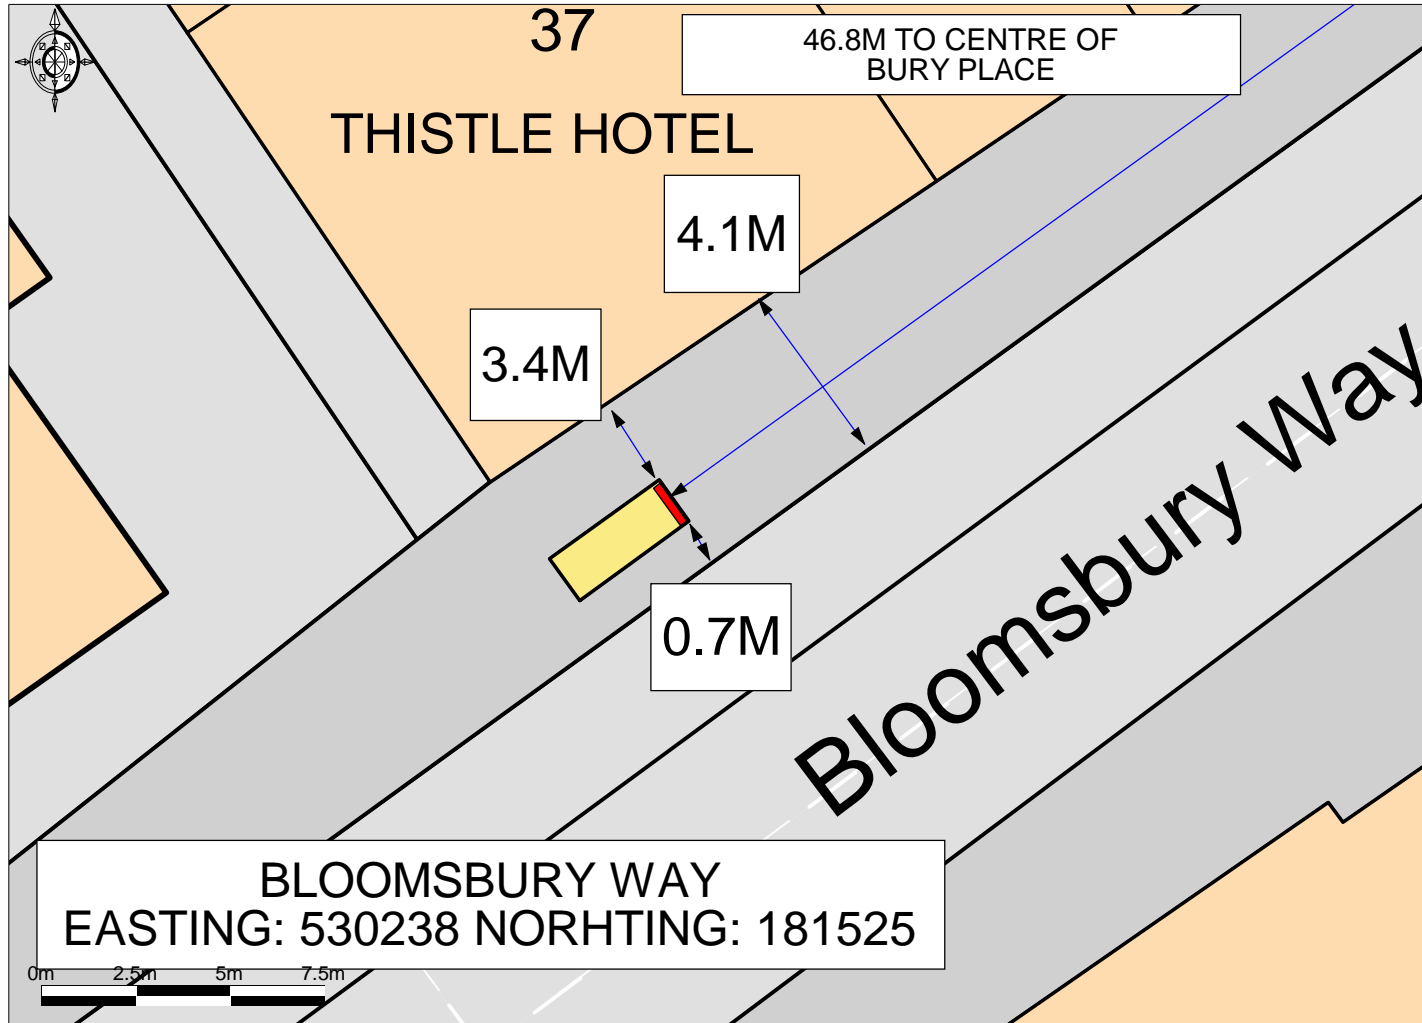 37
46.8M TO CENTRE OF
BURY PLACE
THISTLE HOTEL
4.1M
3.4M
0.7M
Bloomsbury Way
BLOOMSBURY WAY
EASTING: 530238 NORHTING: 181525
0m 2.5m 5m 7.5m